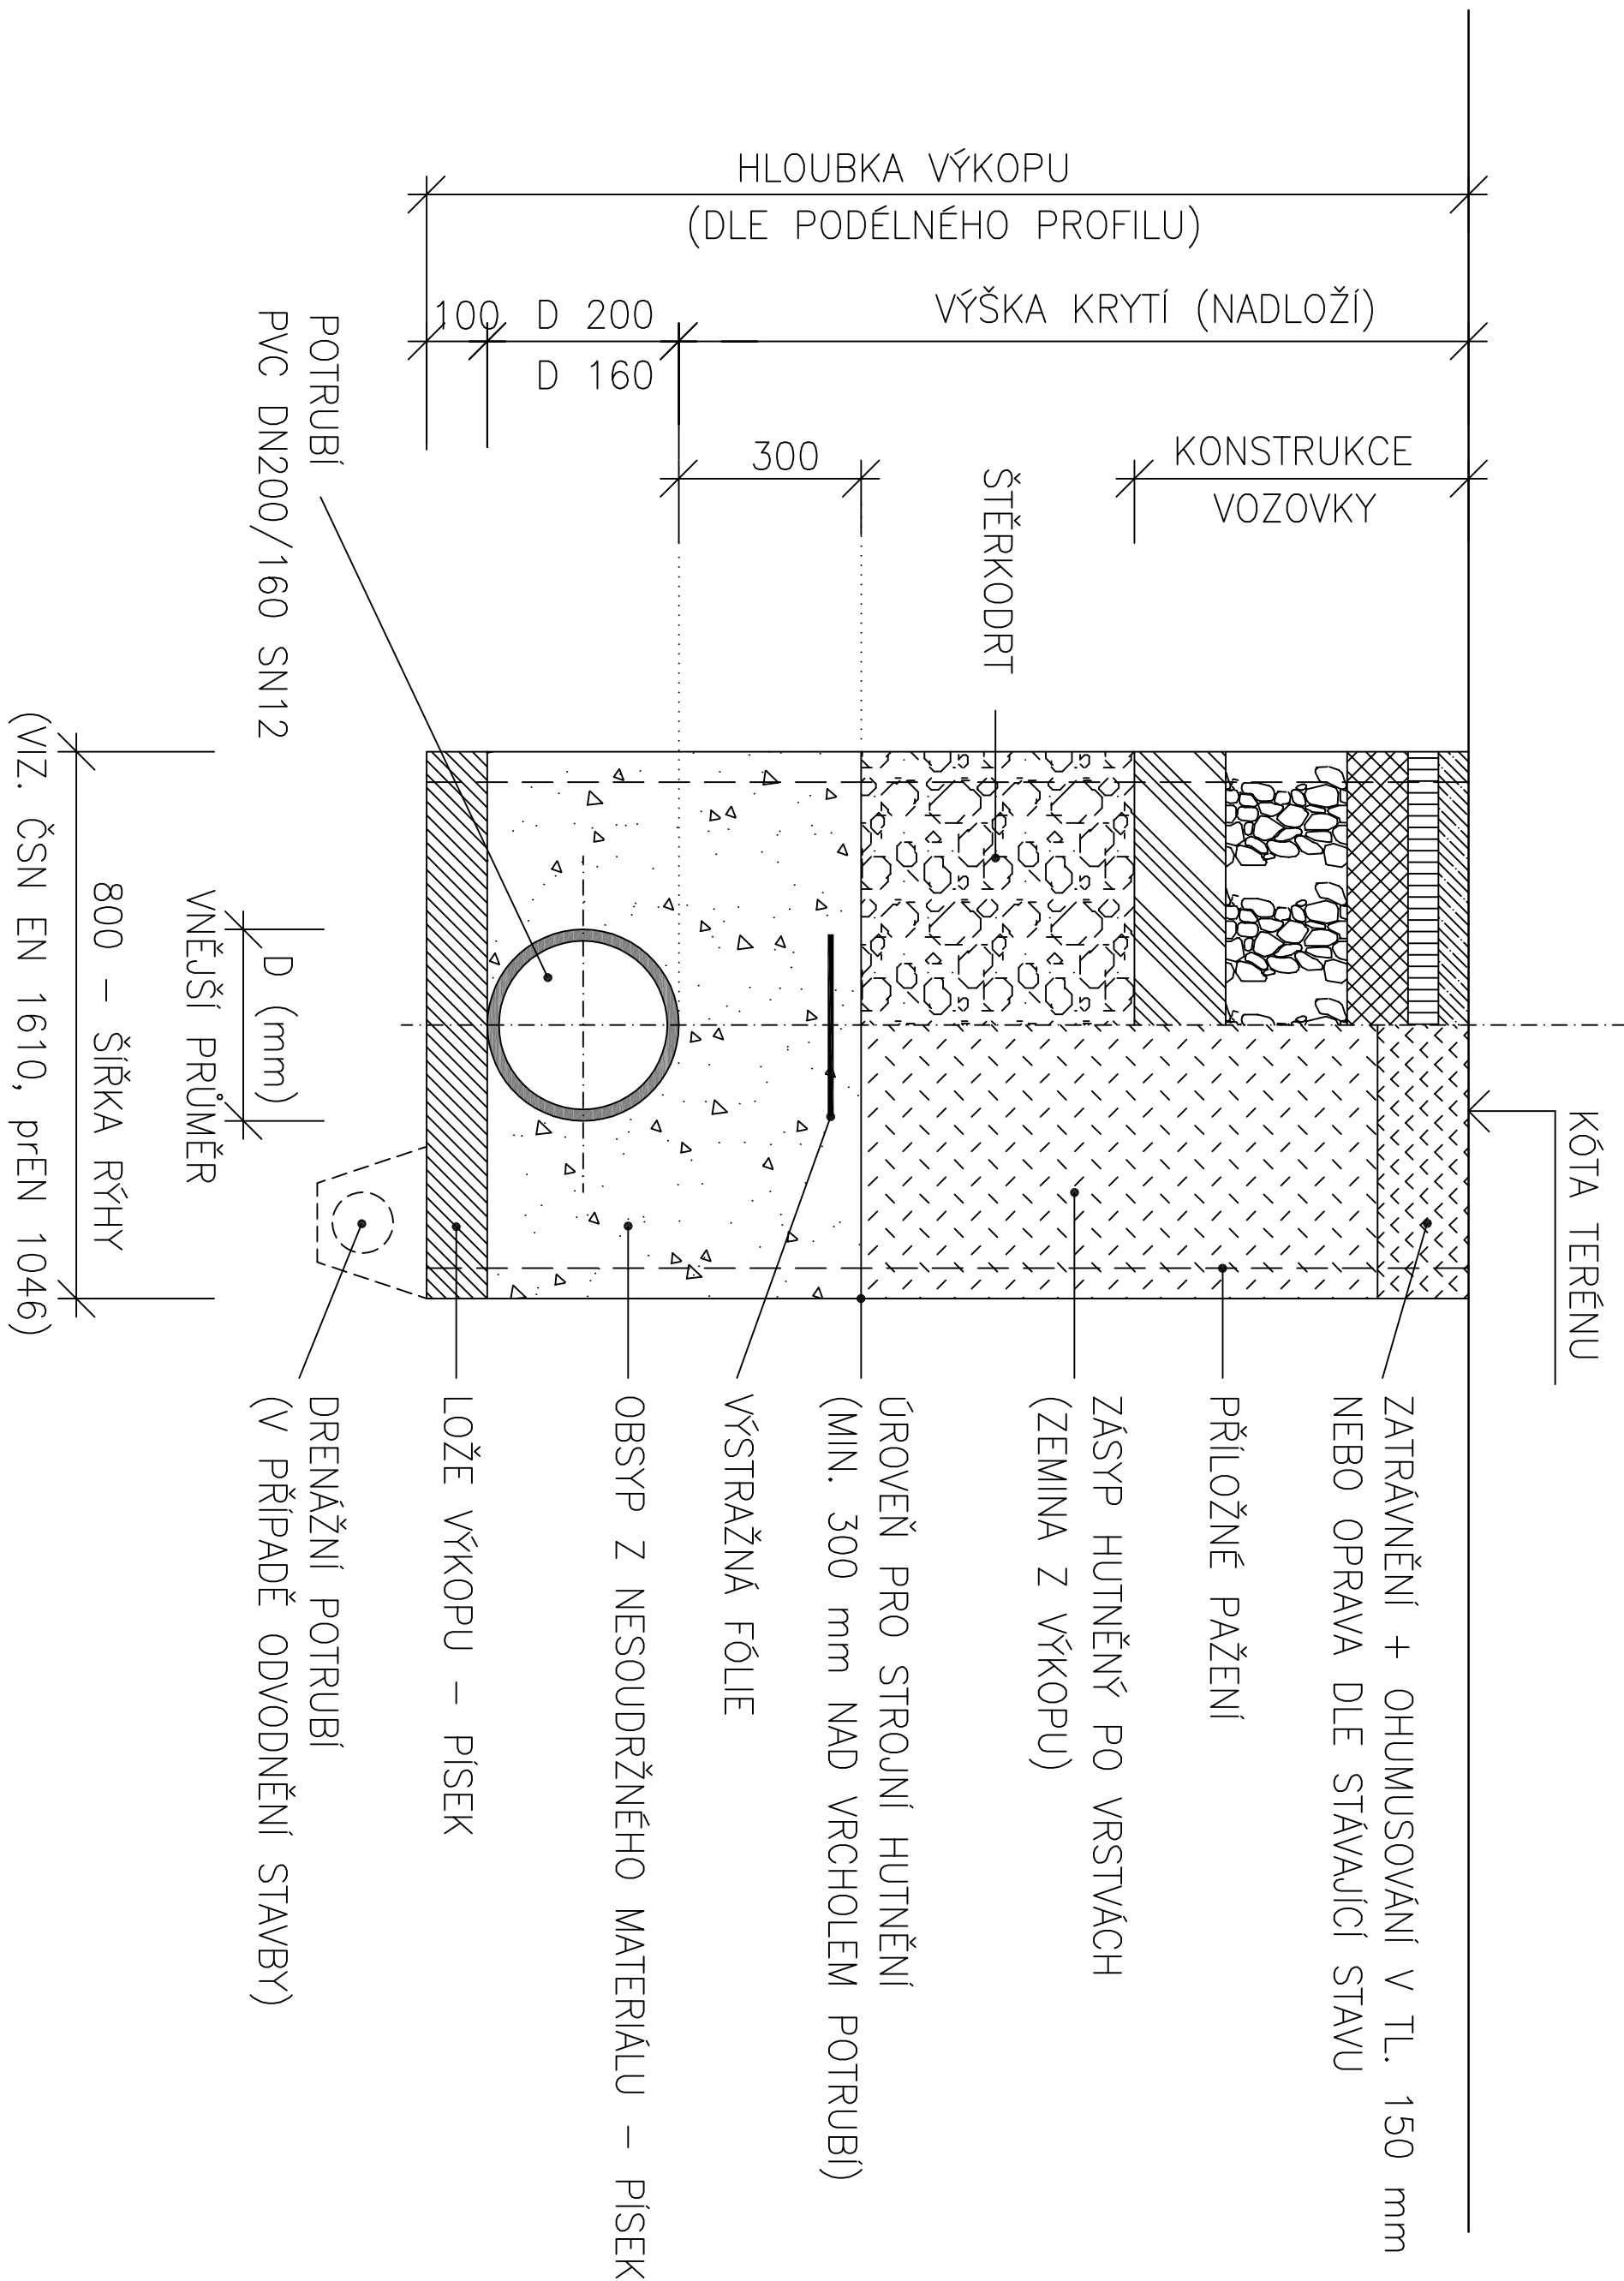 KÓTA TERÉNU
HLOUBKA VÝKOPU
(DLE PODÉLNÉHO PROFILU)
VÝŠKA KRYTÍ (NADLOŽÍ)
100
D 200
D 160
300
KONSTRUKCE
VOZOVKY
ŠTĚRKODRT
POTRUBÍ
PVC DN200/160 SN12
ZATRÁVNĚNÍ + OHUMUSOVÁNÍ V TL. 150 mm
NEBO OPRAVA DLE STÁVAJÍCÍ STAVU
PŘÍLOŽNÉ PAŽENÍ
ZÁSYP HUTNĚNÝ PO VRSTVÁCH
(ZEMINA Z VÝKOPU)
ÚROVEŇ PRO STROJNÍ HUTNĚNÍ
(MIN. 300 mm NAD VRCHOLEM POTRUBÍ)
VÝSTRAŽNÁ FÓLIE
OBSYP Z NESOUDRŽNÉHO MATERIÁLU - PÍSEK
LOŽE VÝKOPU - PÍSEK
DRENÁŽNÍ POTRUBÍ
(V PŘÍPADĚ ODVODNĚNÍ STAVBY)
D (mm)
VNĚJŠÍ PRŮMĚR
800 - ŠÍŘKA RÝHY
(VIZ. ČSN EN 1610, prEN 1046)